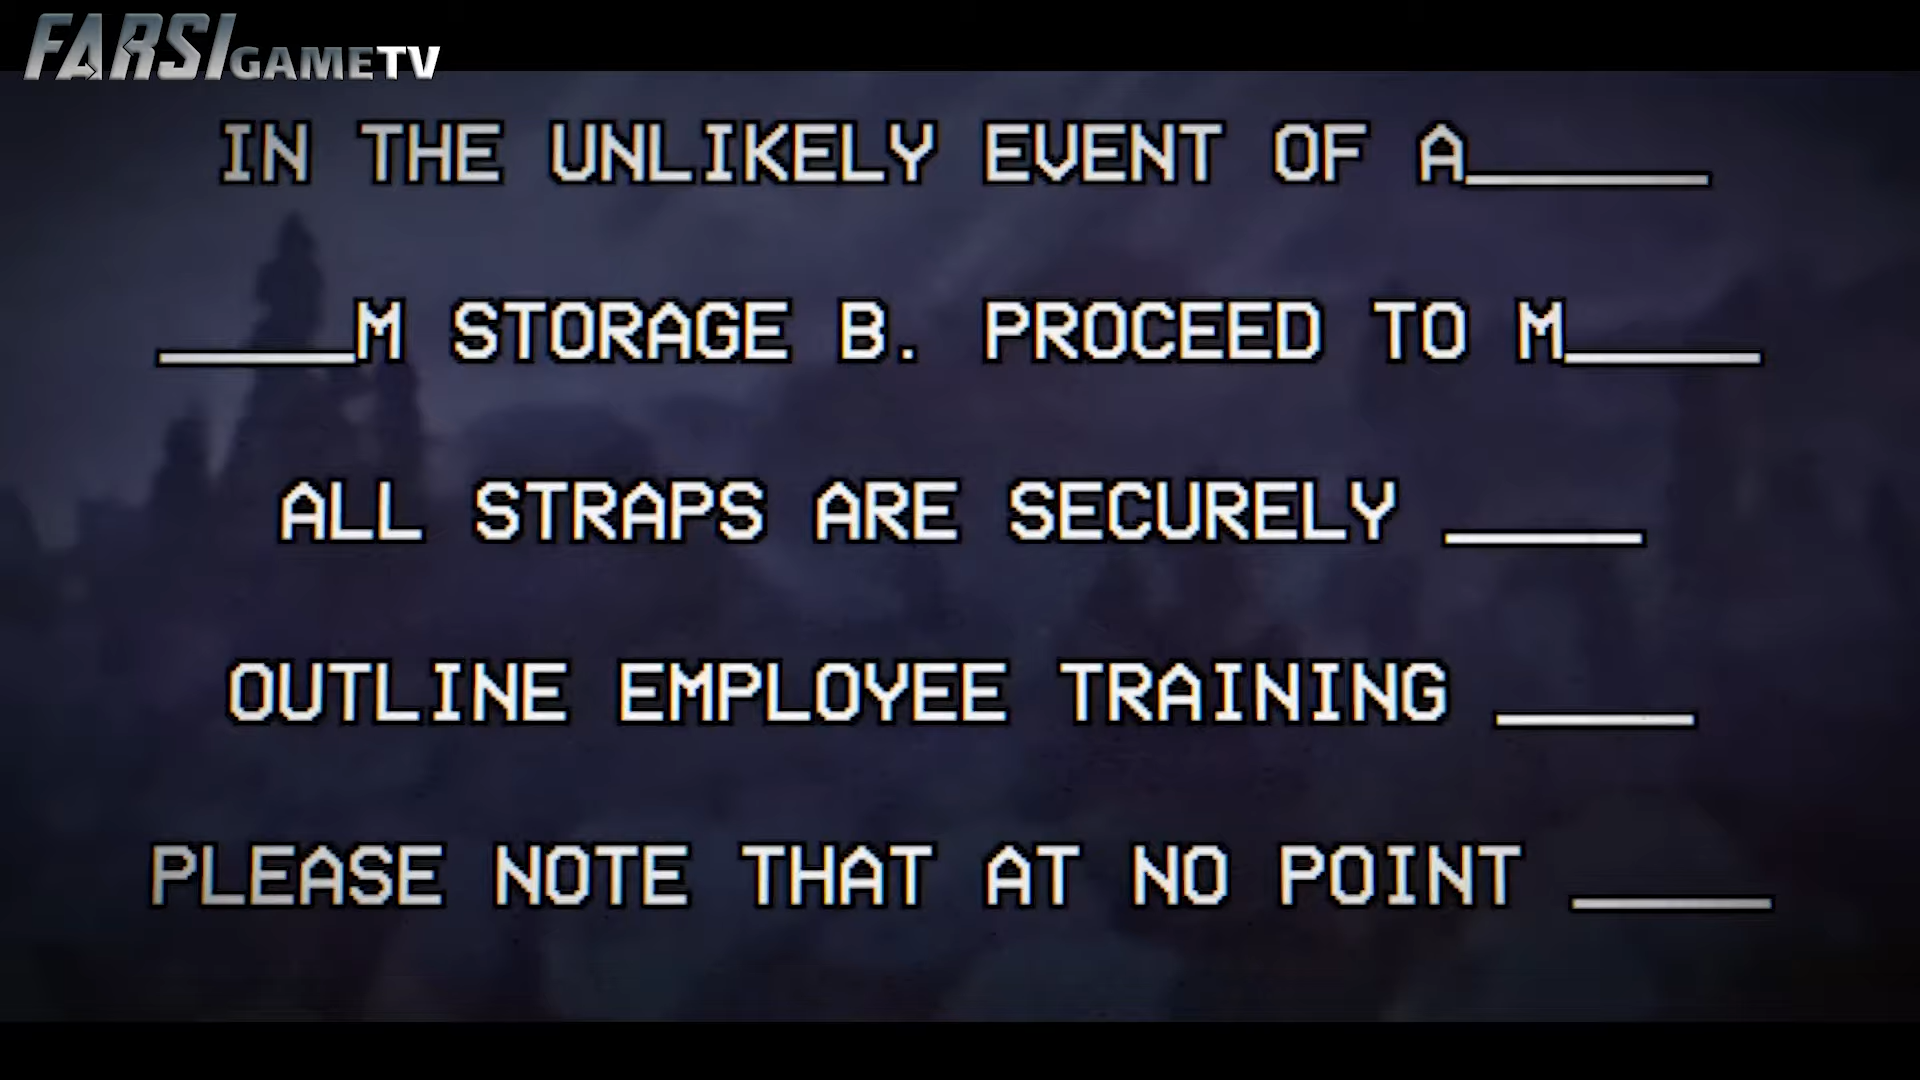 FARSIGAMETV
IN THE UNLIKELY EVENT OF A_____
____M STORAGE B. PROCEED TO M____
ALL STRAPS ARE SECURELY ____
OUTLINE EMPLOYEE TRAINING ____
PLEASE NOTE THAT AT NO POINT ____